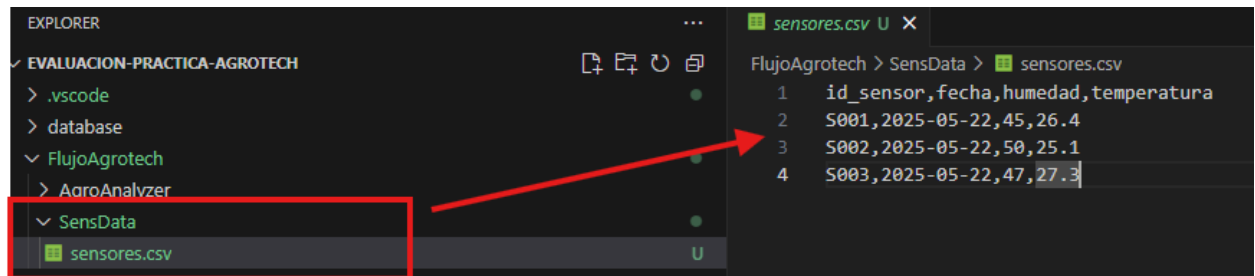 EXPLORER
...
EVALUACION-PRACTICA-AGROTECH
.vscode
database
FlujoAgrotech
AgroAnalyzer
SensData
sensores.csv U
sensores.csv U
FlujoAgrotech > SensData > sensores.csv
1 id_sensor,fecha,humedad,temperatura
2 S001,2025-05-22,45,26.4
3 S002,2025-05-22,50,25.1
4 S003,2025-05-22,47,27.3